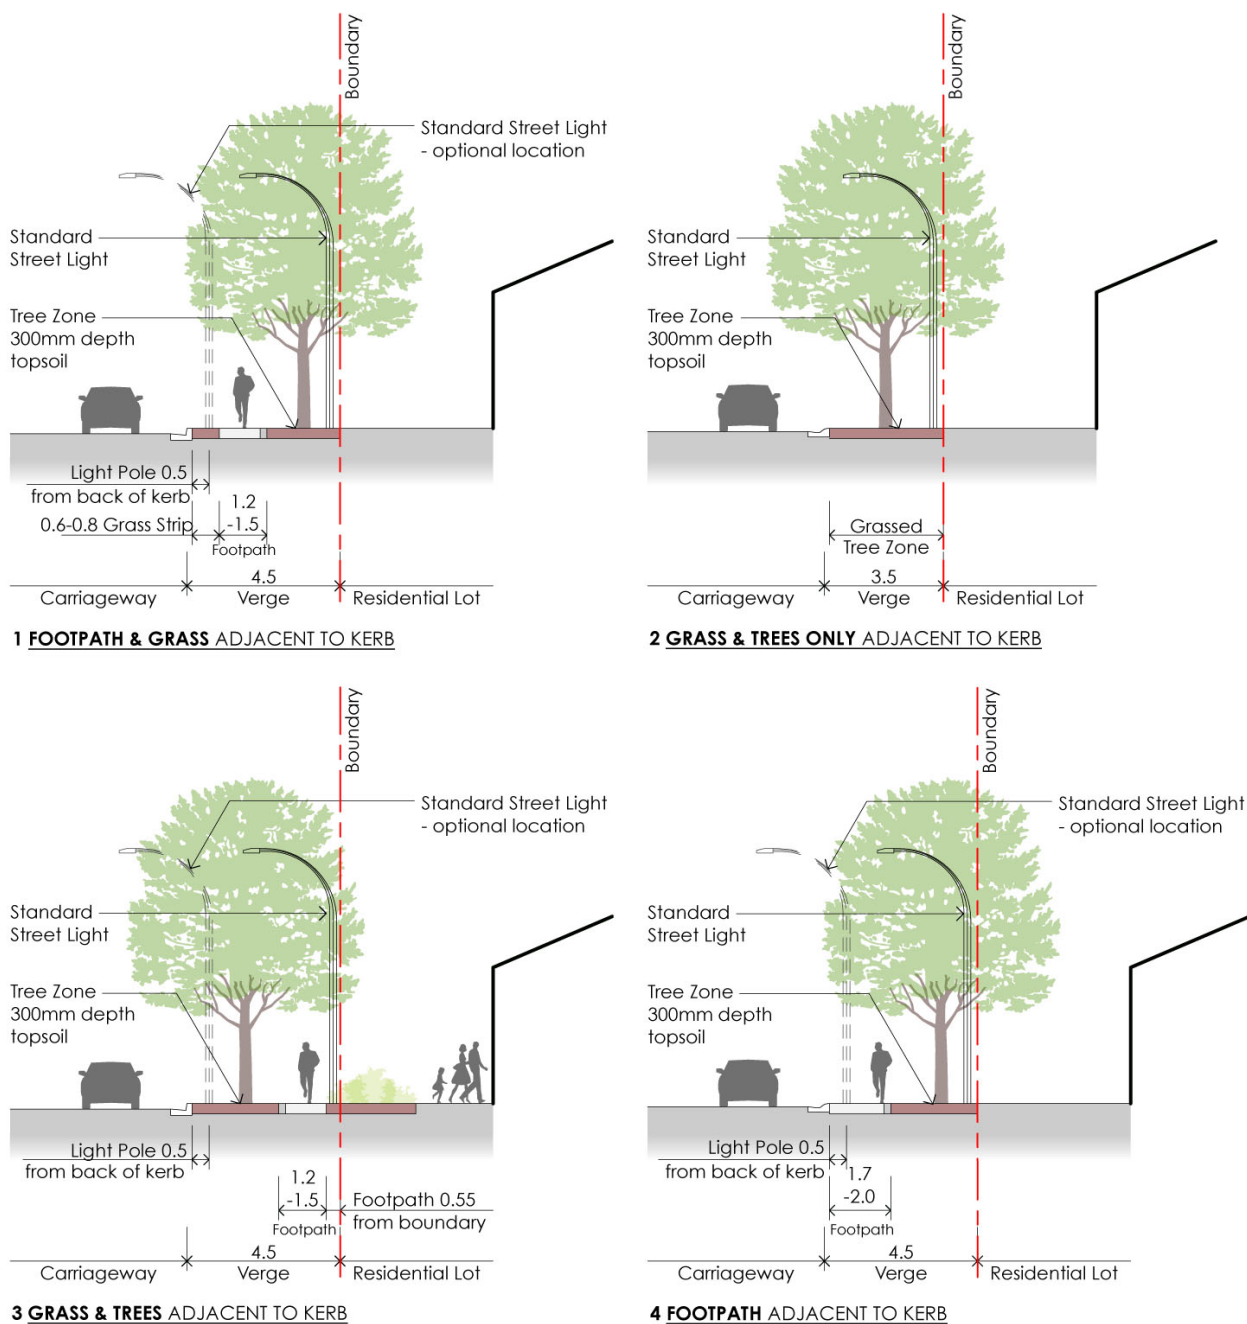 Boundary
Standard Street Light
- optional location
Standard
Street Light
Tree Zone
300mm depth
topsoil
Light Pole 0.5
from back of kerb
0.6-0.8 Grass Strip
1.2
-1.5
Footpath
4.5
Carriageway
Verge
Residential Lot
1 FOOTPATH & GRASS ADJACENT TO KERB
Boundary
Standard
Street Light
Tree Zone
300mm depth
topsoil
Grassed
Tree Zone
3.5
Carriageway
Verge
Residential Lot
2 GRASS & TREES ONLY ADJACENT TO KERB
Boundary
Standard Street Light
- optional location
Standard
Street Light
Tree Zone
300mm depth
topsoil
Light Pole 0.5
from back of kerb
1.2
-1.5
Footpath
Footpath 0.55
from boundary
4.5
Carriageway
Verge
Residential Lot
3 GRASS & TREES ADJACENT TO KERB
Boundary
Standard Street Light
- optional location
Standard
Street Light
Tree Zone
300mm depth
topsoil
Light Pole 0.5
from back of kerb
1.7
-2.0
Footpath
4.5
Carriageway
Verge
Residential Lot
4 FOOTPATH ADJACENT TO KERB